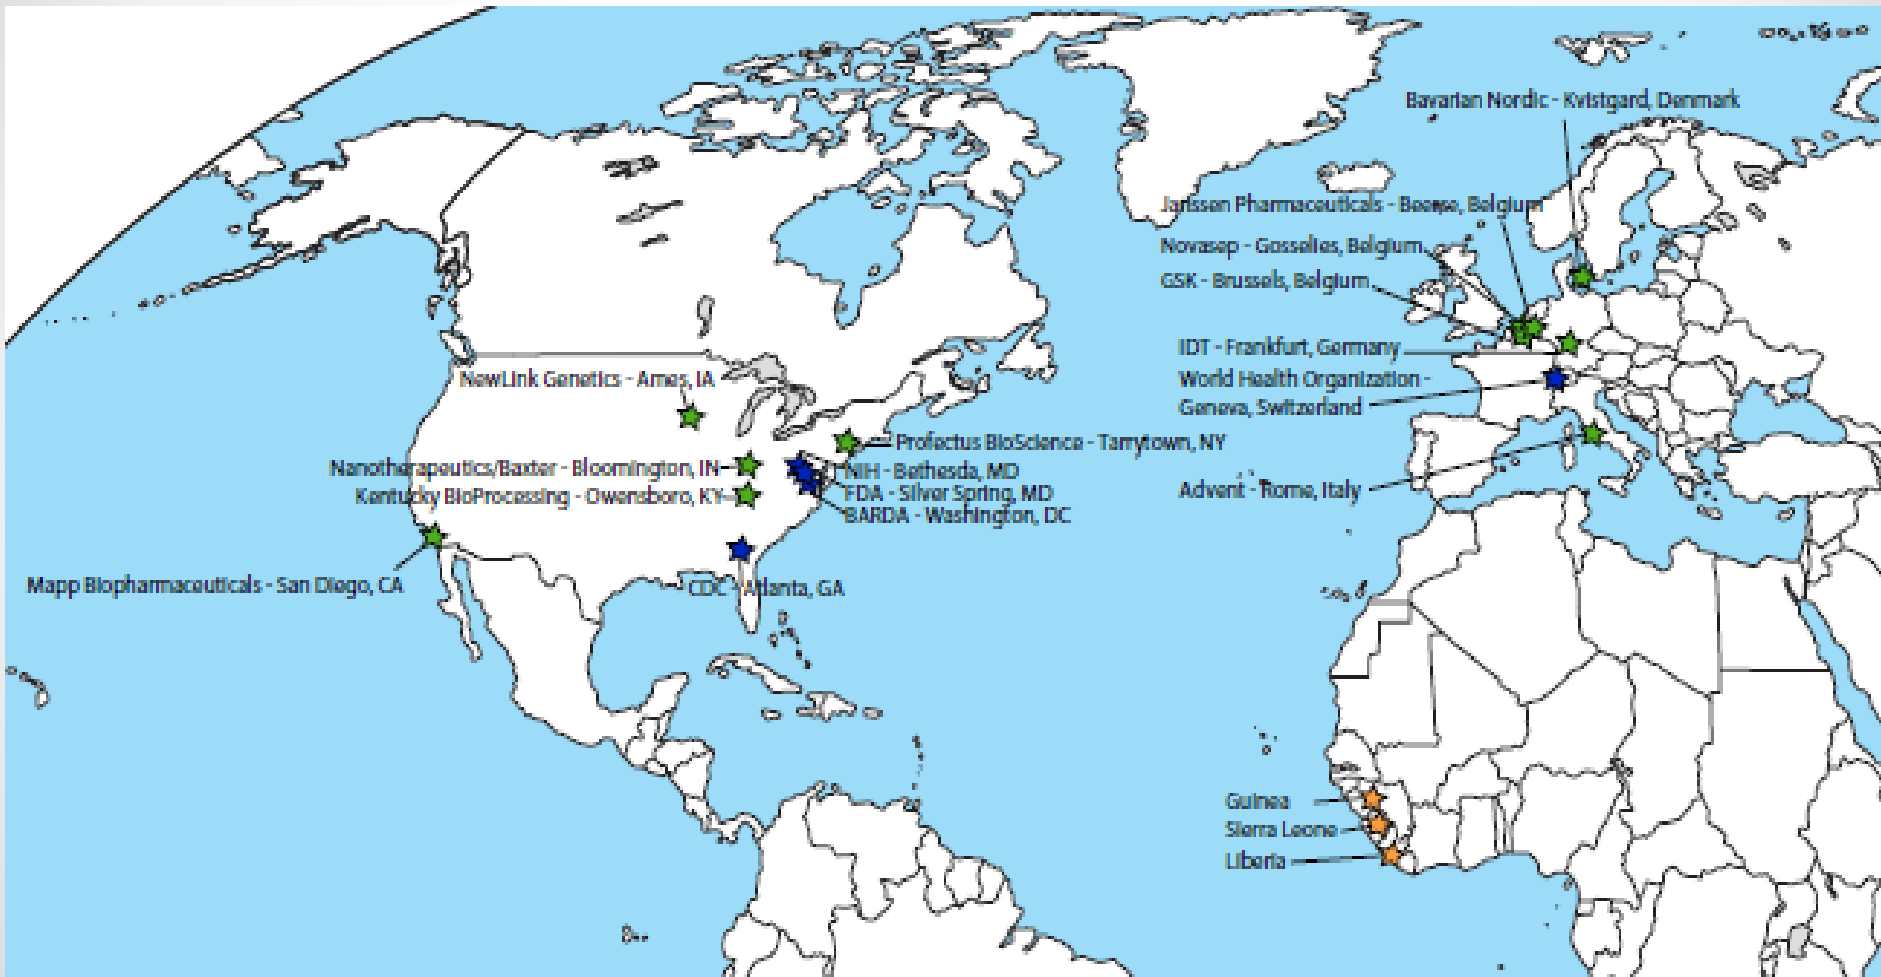 Bavarian Nordic - Kvistgard, Denmark
Janssen Pharmaceuticals - Beerse, Belgium
Novasep - Gosselies, Belgium
GSK - Brussels, Belgium
IDT - Frankfurt, Germany
World Health Organization -
Geneva, Switzerland
Advent - Rome, Italy
NewLink Genetics - Ames, IA
Profectus BioScience - Tarrytown, NY
Nanotherapeutics/Baxter - Bloomington, IN
NIH - Bethesda, MD
Kentucky BioProcessing - Owensboro, KY
FDA - Silver Spring, MD
BARDA - Washington, DC
Mapp Biopharmaceuticals - San Diego, CA
CDC - Atlanta, GA
Guinea
Sierra Leone
Liberia